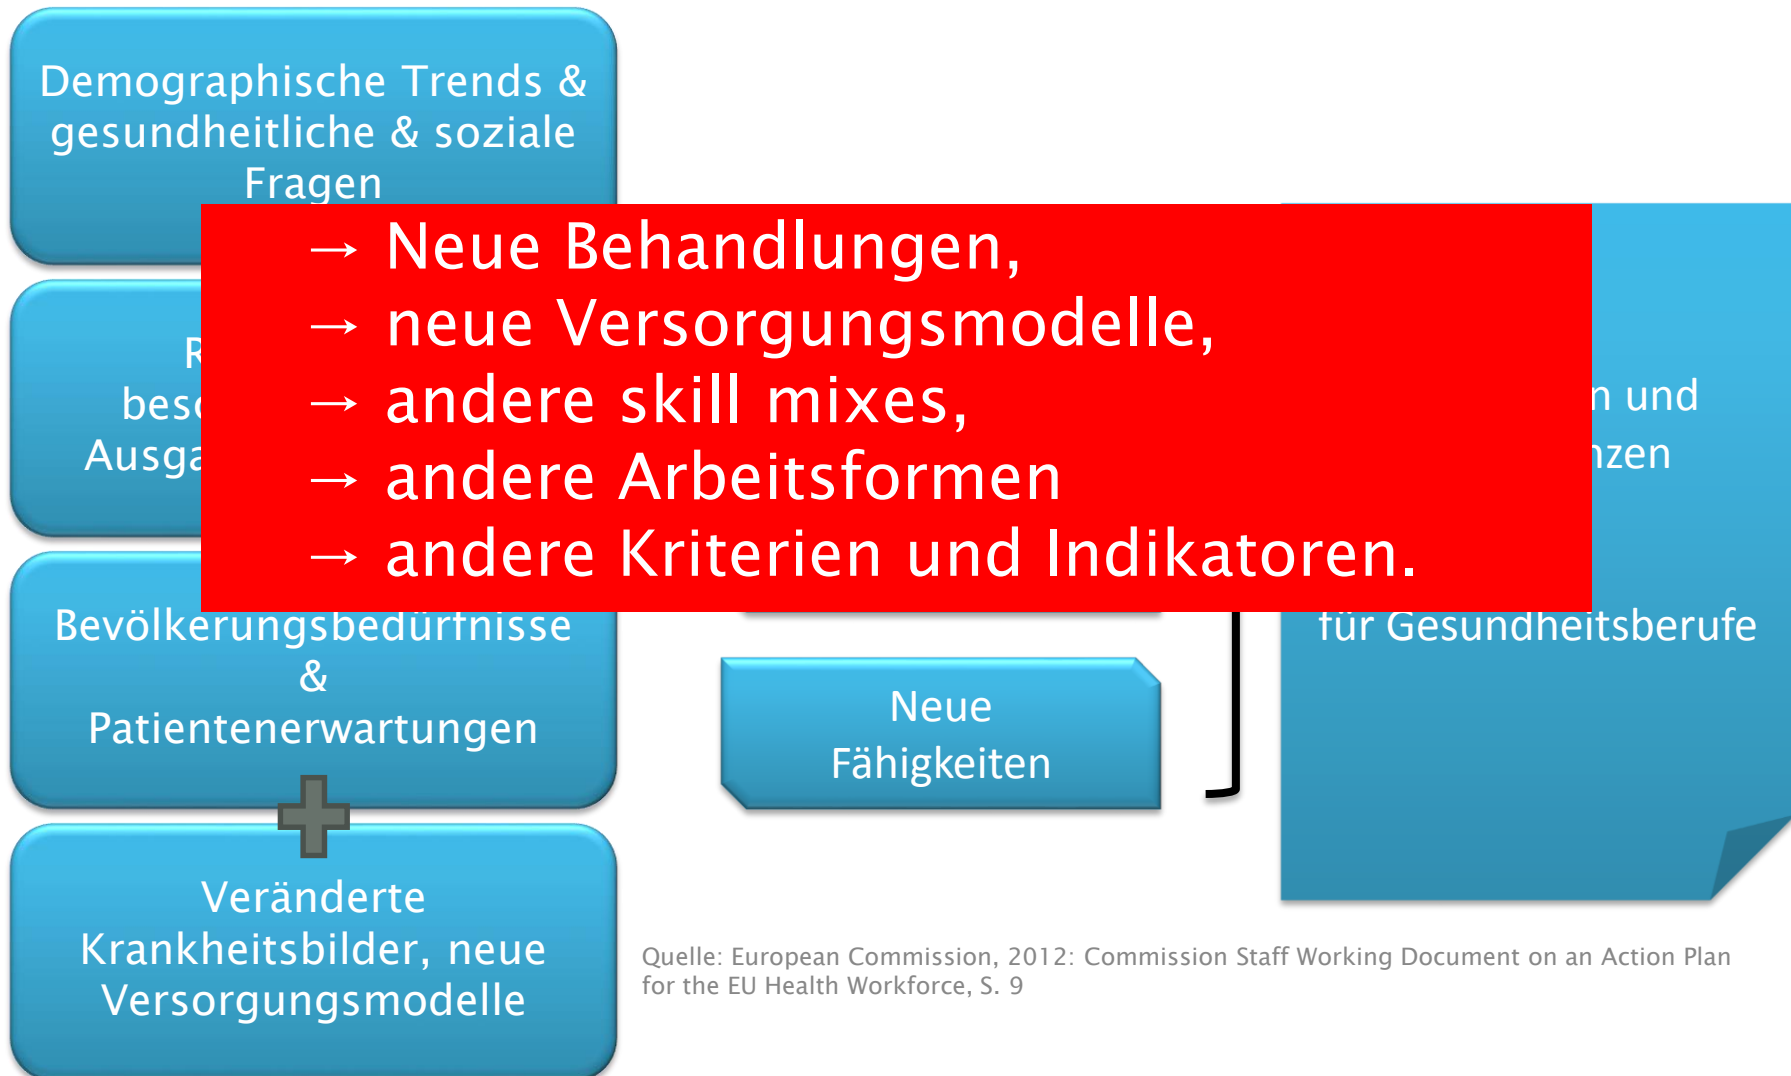 Demographische Trends &
gesundheitliche & soziale
Fragen
→ Neue Behandlungen,
→ neue Versorgungsmodelle,
→ andere skill mixes,
→ andere Arbeitsformen
→ andere Kriterien und Indikatoren.
und
Bevölkerungsbedürfnisse
&
Patientenerwartungen
Veränderte
Krankheitsbilder, neue
Versorgungsmodelle
Neue
Fähigkeiten
für Gesundheitsberufe
Quelle: European Commission, 2012: Commission Staff Working Document on an Action Plan
for the EU Health Workforce, S. 9